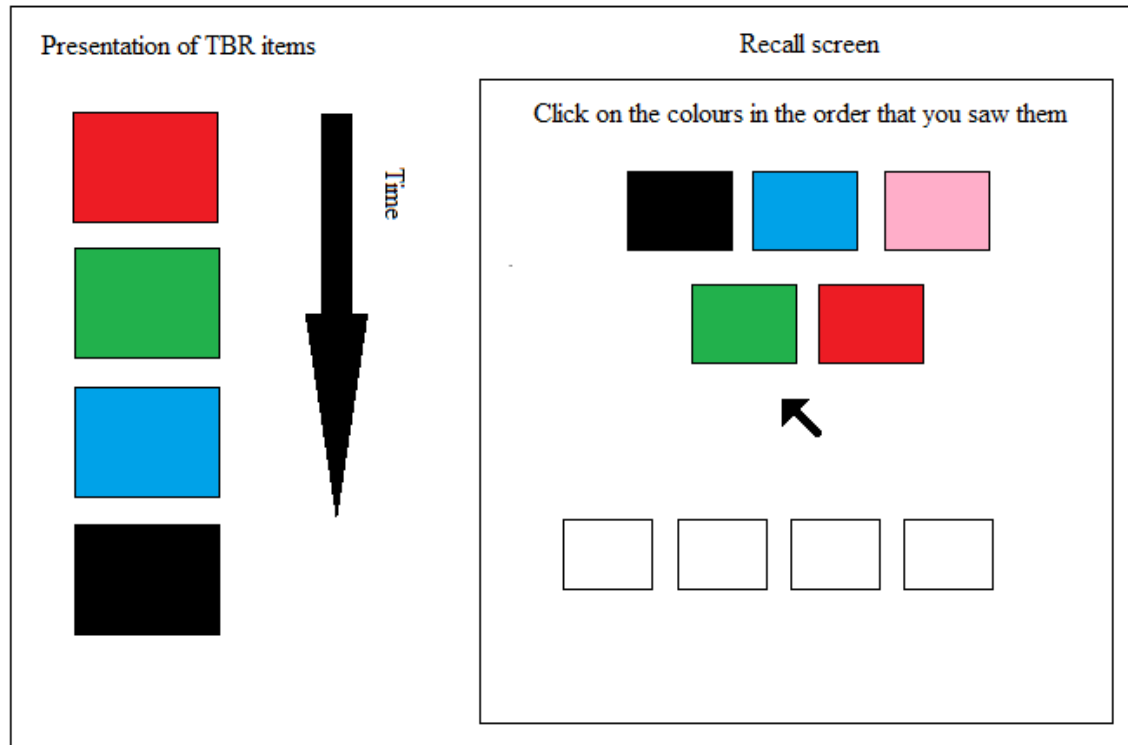 Presentation of TBR items
Recall screen
Time
Click on the colours in the order that you saw them